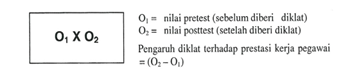 O₁ X O₂
O₁ = nilai pretest (sebelum diberi diklat)
O₂ = nilai posttest (setelah diberi diklat)
Pengaruh diklat terhadap prestasi kerja pegawai
= (O₂ – O₁)